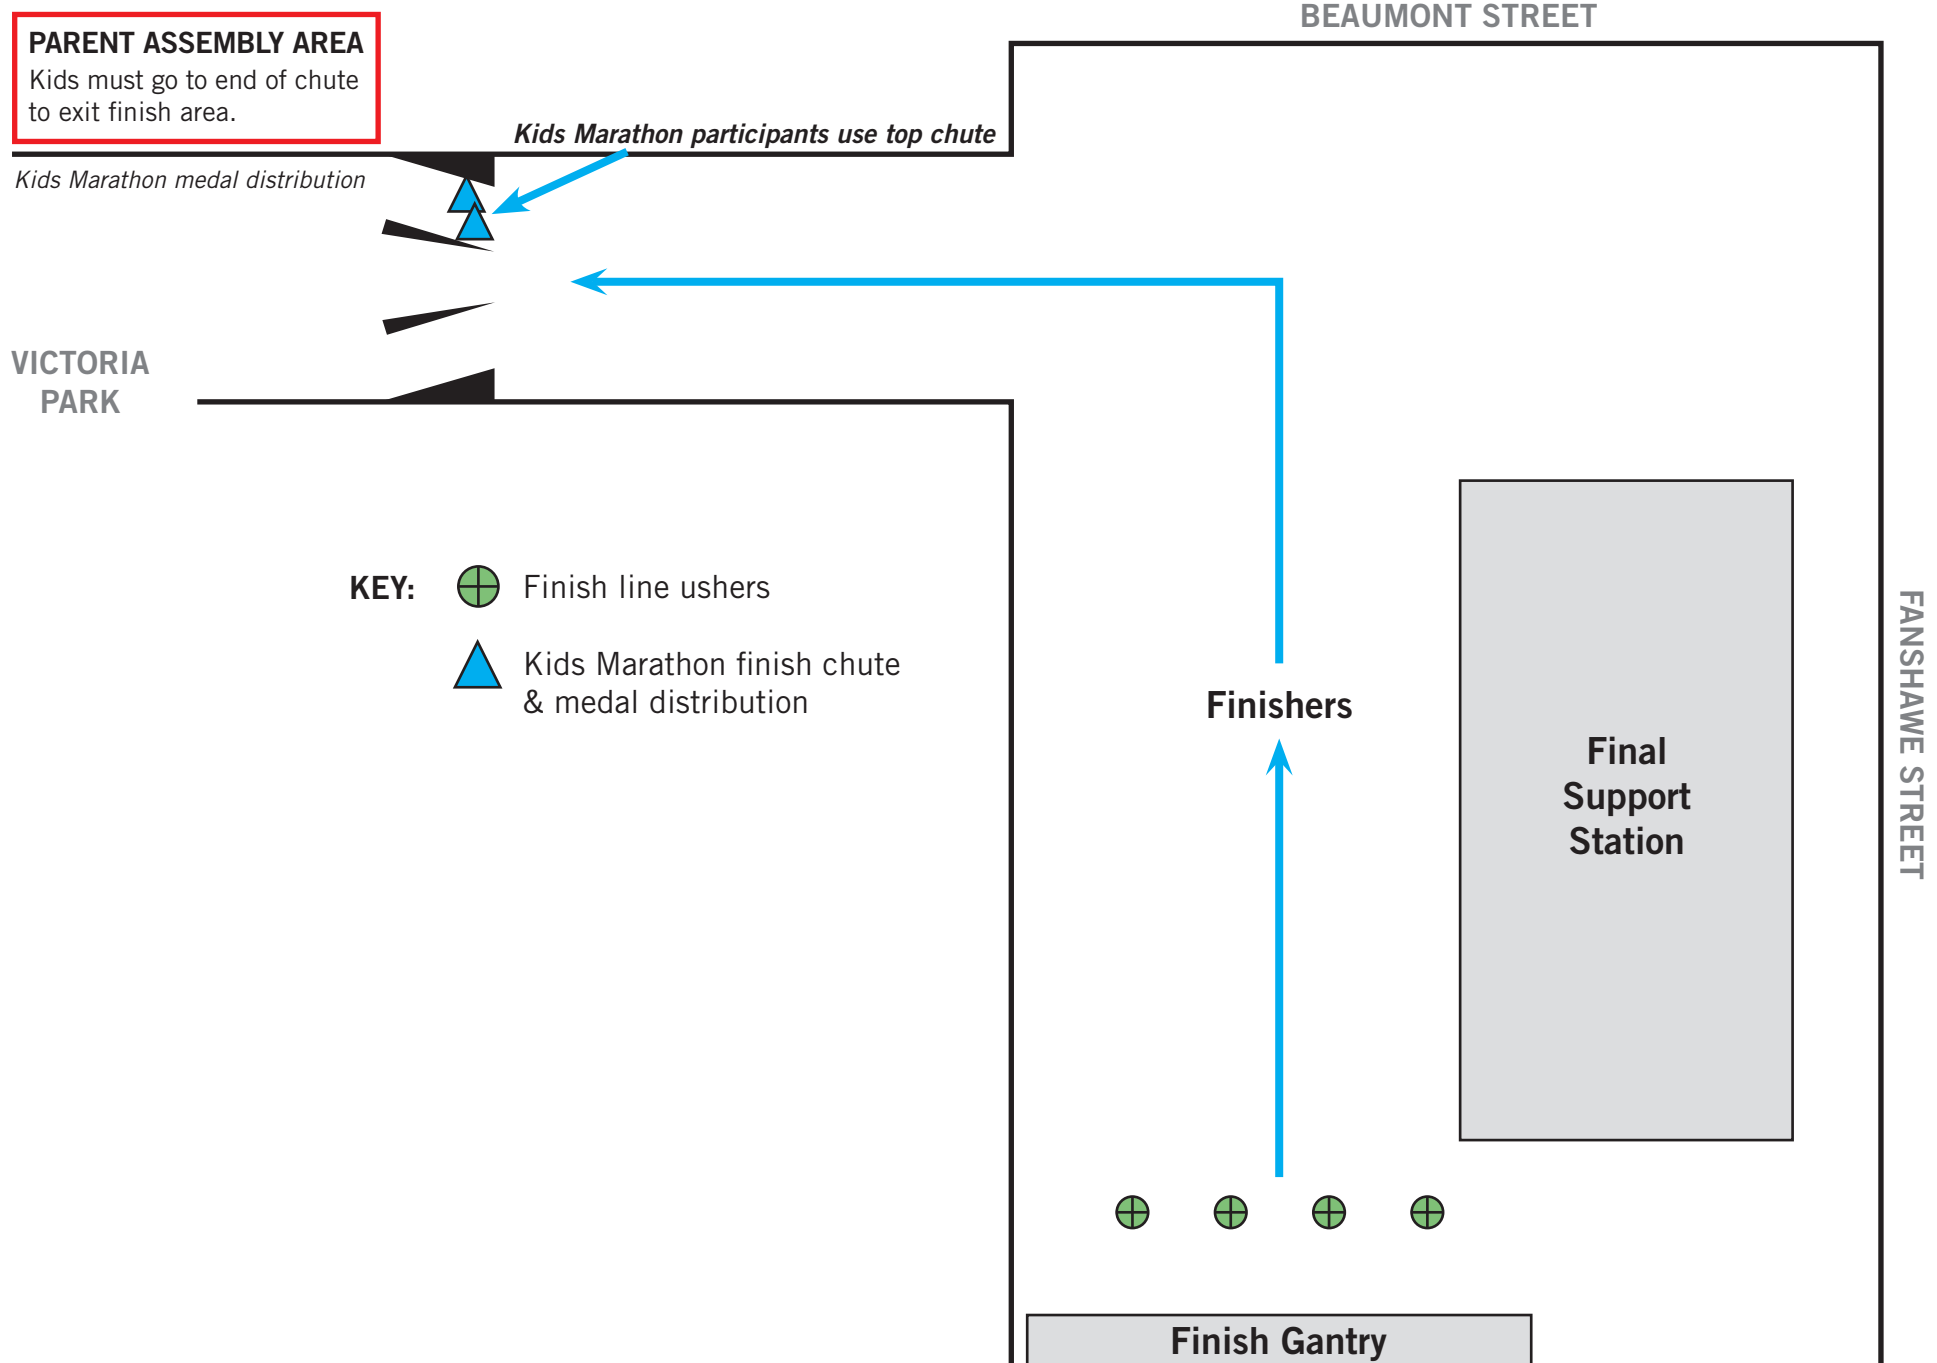 BEAUMONT STREET
PARENT ASSEMBLY AREA
Kids must go to end of chute
to exit finish area.
Kids Marathon participants use top chute
Kids Marathon medal distribution
VICTORIA
PARK
KEY:
Finish line ushers
Kids Marathon finish chute
& medal distribution
Finishers
Final
Support
Station
FANSHAWE STREET
Finish Gantry